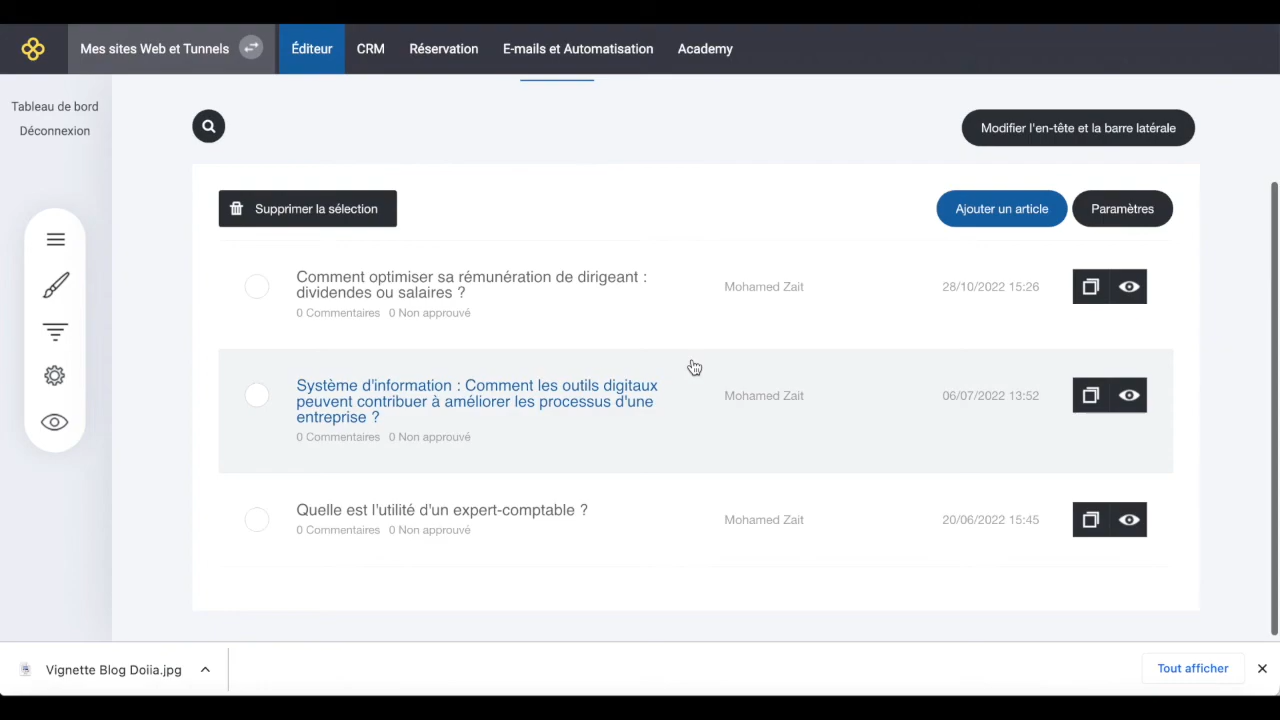 Mes sites Web et Tunnels
Éditeur
CRM
Réservation
E-mails et Automatisation
Academy
Tableau de bord
Déconnexion
Modifier l'en-tête et la barre latérale
Supprimer la sélection
Ajouter un article
Paramètres
Comment optimiser sa rémunération de dirigeant :
dividendes ou salaires ?
0 Commentaires 0 Non approuvé
Mohamed Zait
28/10/2022 15:26
Système d'information : Comment les outils digitaux
peuvent contribuer à améliorer les processus d'une
entreprise ?
0 Commentaires 0 Non approuvé
Mohamed Zait
06/07/2022 13:52
Quelle est l'utilité d'un expert-comptable ?
0 Commentaires 0 Non approuvé
Mohamed Zait
20/06/2022 15:45
Vignette Blog Doiia.jpg
Tout afficher